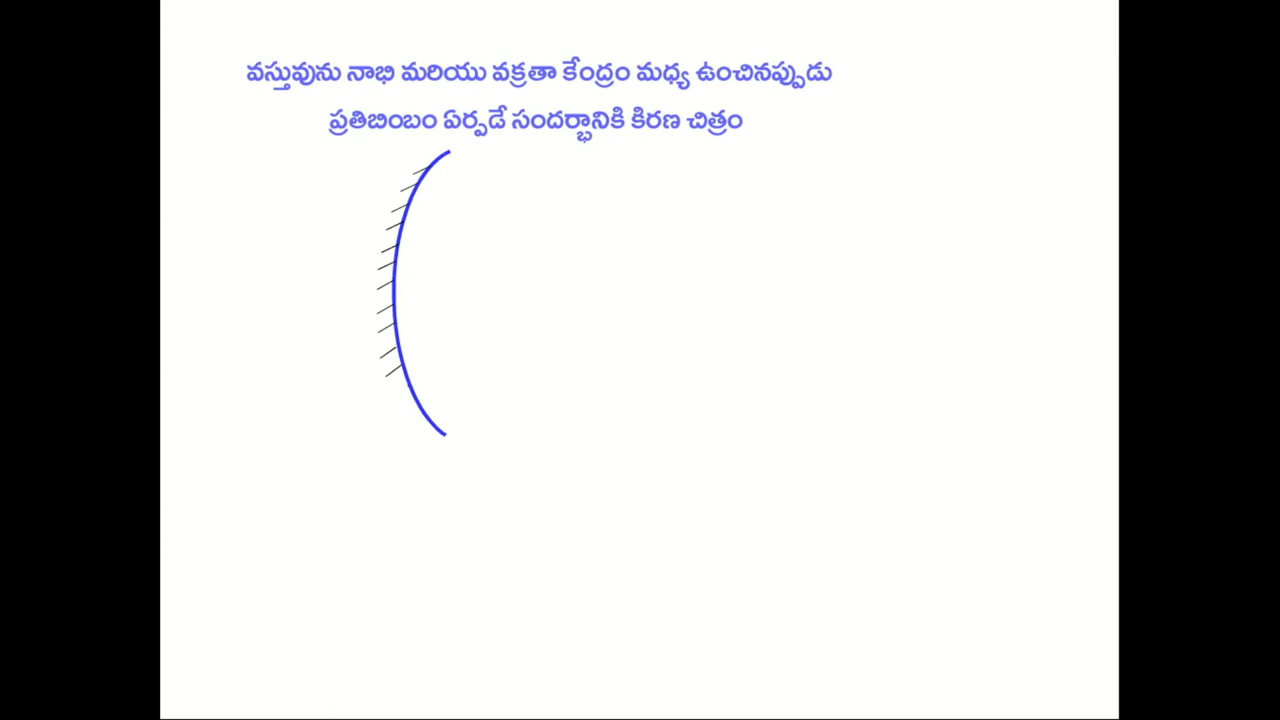 వస్తువును నాభి మరియు వక్రతా కేంద్రం మధ్య ఉంచినప్పుడు
ప్రతిబింబం ఏర్పడే సందర్భానికి కిరణ చిత్రం